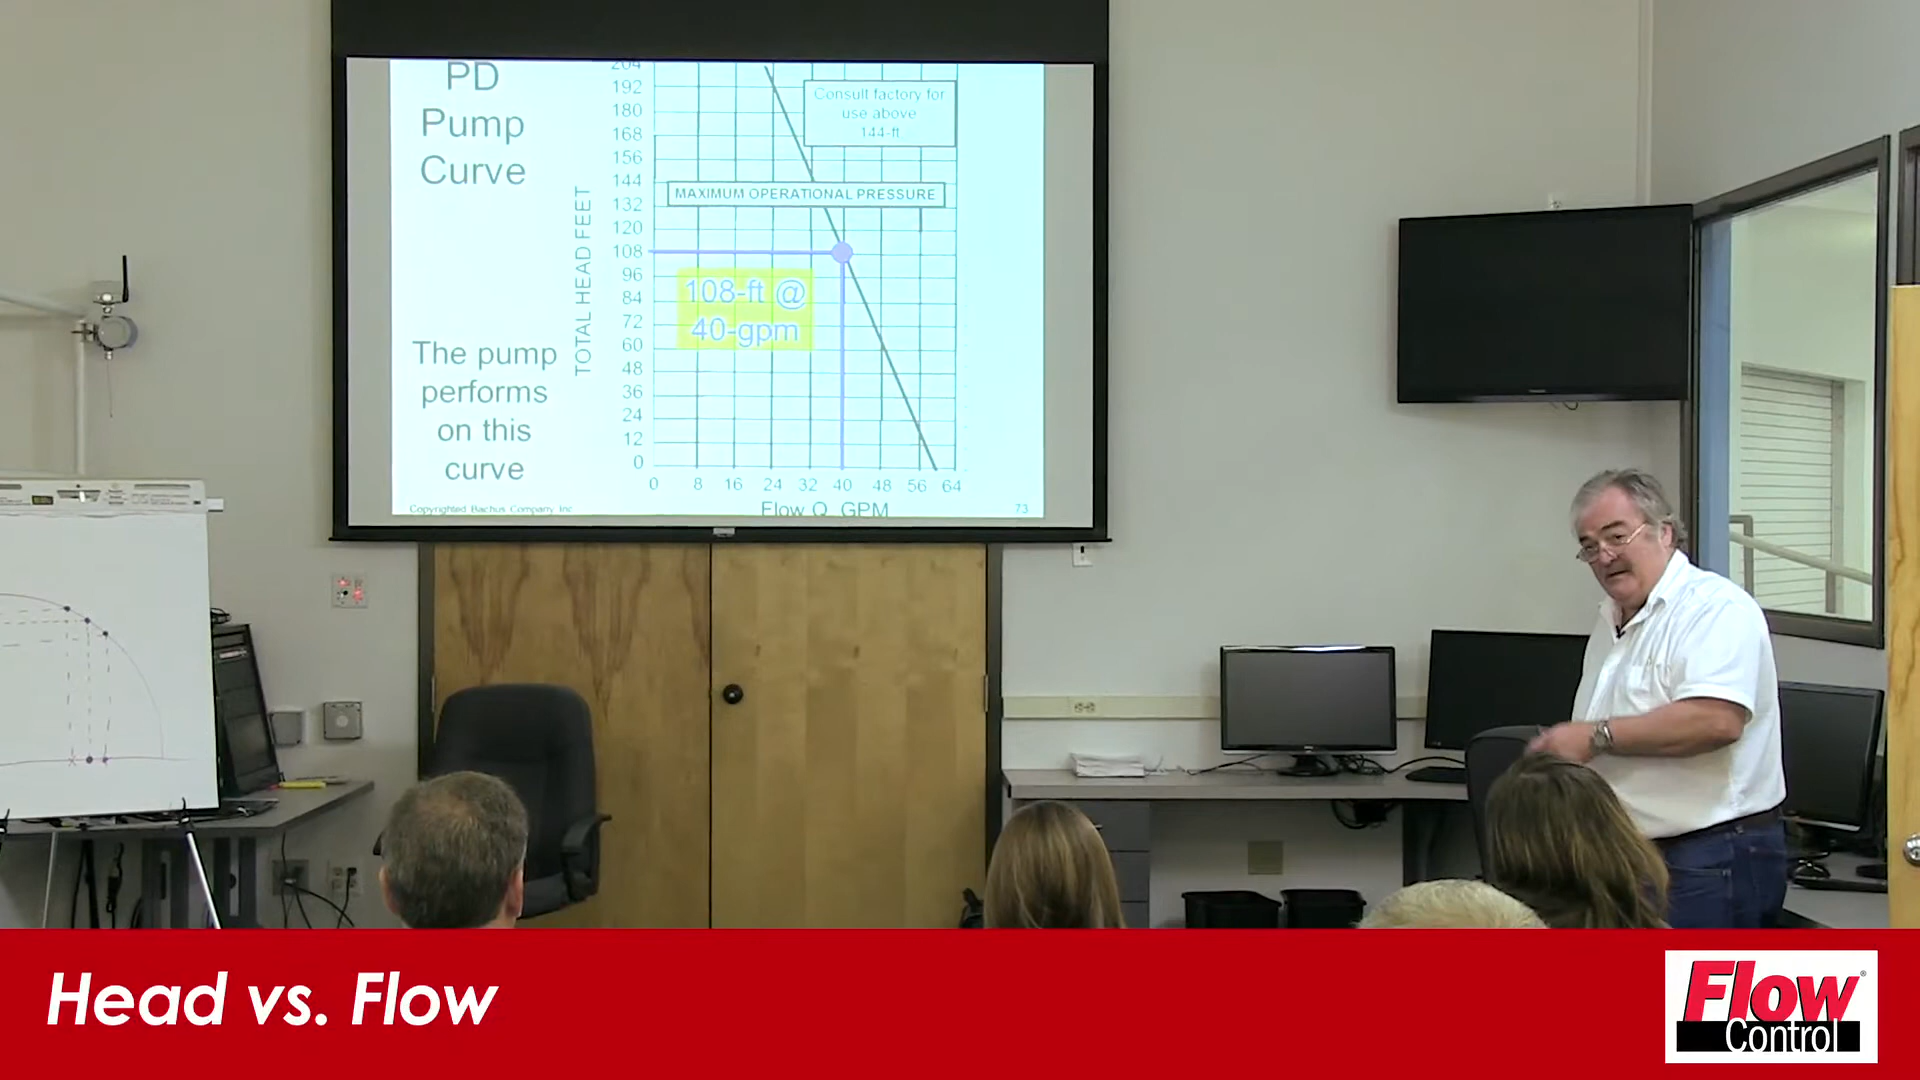 PD
Pump
Curve
The pump
performs
on this
curve
TOTAL HEAD FEET
204
192
180
168
156
144
132
120
108
96
84
72
60
48
36
24
12
0
Consult factory for
use above
144-ft
MAXIMUM OPERATIONAL PRESSURE
108-ft @
40-gpm
0 8 16 24 32 40 48 56 64
Flow Q GPM
Copyrighted Bachus Company, Inc
73
Head vs. Flow
Flow®
Control